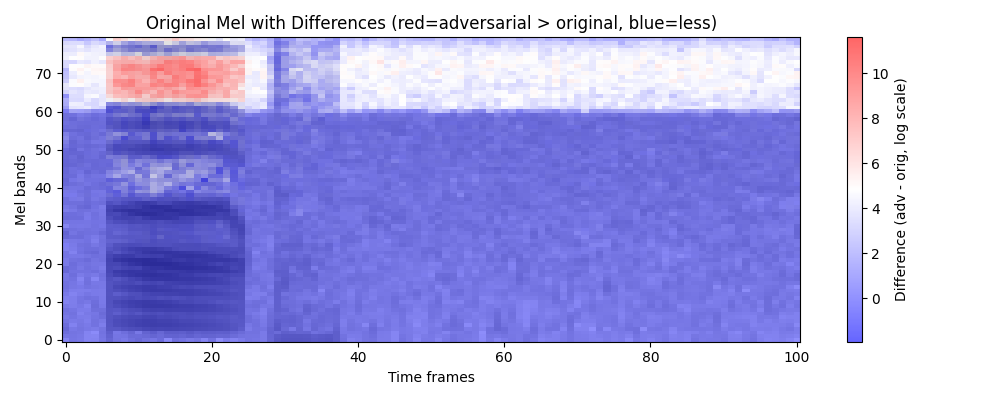 Original Mel with Differences (red=adversarial > original, blue=less)
Mel bands
70
60
50
40
30
20
10
0
0 20 40 60 80 100
Time frames
10
8
6
4
2
0
Difference (adv - orig, log scale)